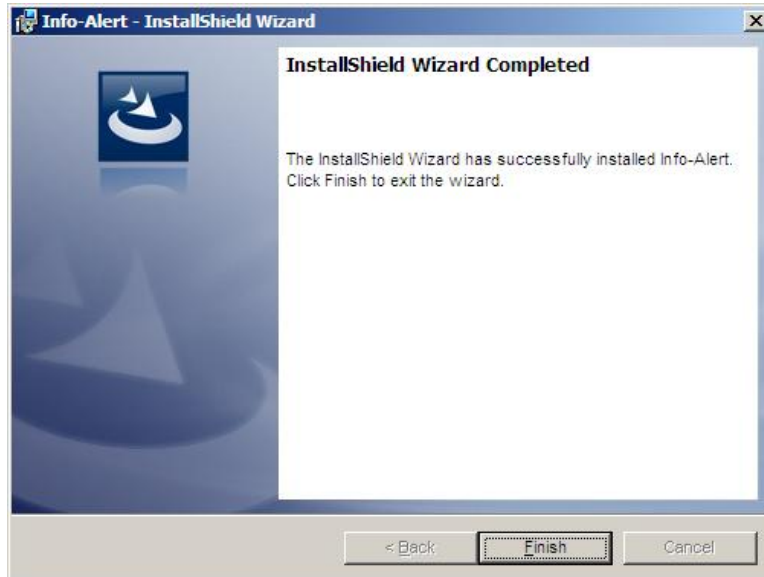 Info-Alert - InstallShield Wizard
InstallShield Wizard Completed
The InstallShield Wizard has successfully installed Info-Alert.
Click Finish to exit the wizard.
< Back
Finish
Cancel